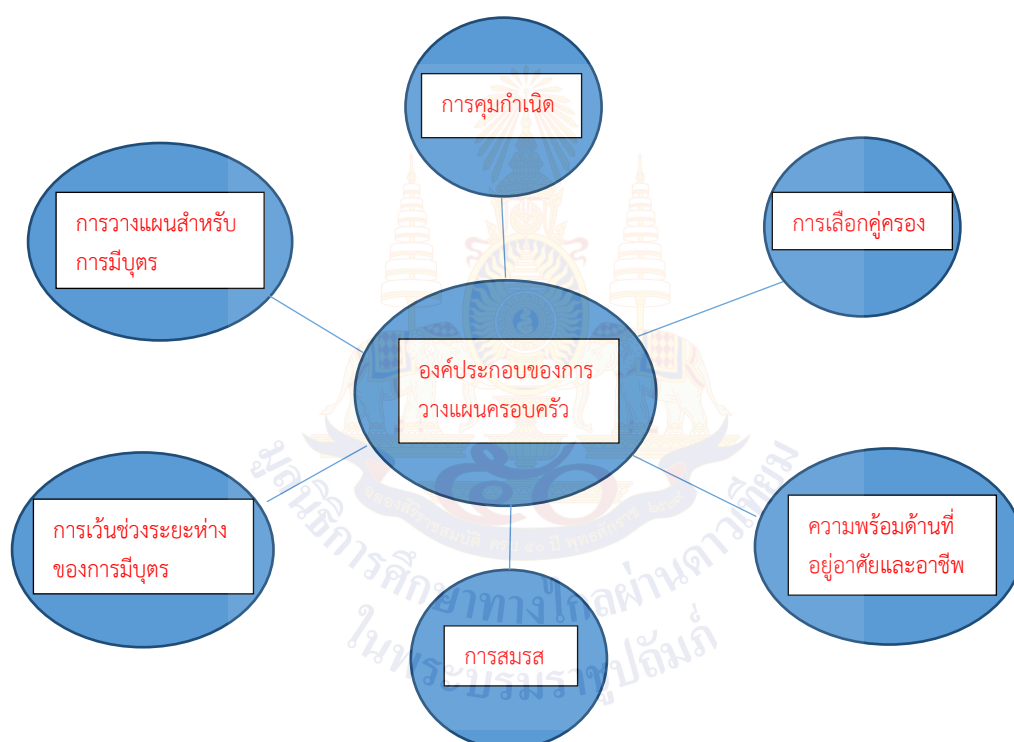 การคุมกำเนิด
การวางแผนสำหรับ
การมีบุตร
การเลือกคู่ครอง
องค์ประกอบของการ
วางแผนครอบครัว
การเว้นช่วงระยะห่าง
ของการมีบุตร
ความพร้อมด้านที่
อยู่อาศัยและอาชีพ
การสมรส
มูลนิธิการศึกษาทางไกลผ่านดาวเทียม
ในพระบรมราชูปถัมภ์